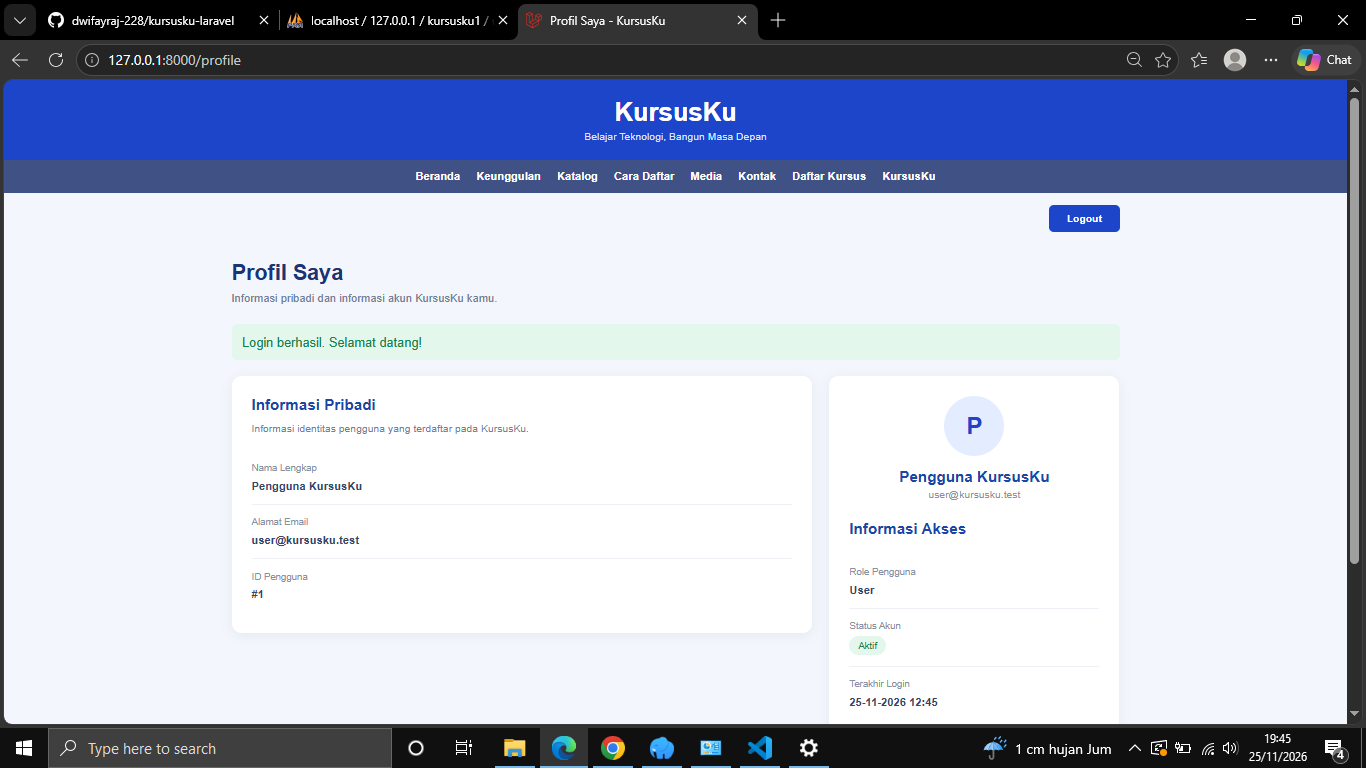 dwifayraj-228/kursusku-laravel
localhost / 127.0.0.1 / kursusku1 /
Profil Saya - KursusKu
127.0.0.1:8000/profile
Chat
KursusKu
Belajar Teknologi, Bangun Masa Depan
Beranda Keunggulan Katalog Cara Daftar Media Kontak Daftar Kursus KursusKu
Logout
Profil Saya
Informasi pribadi dan informasi akun KursusKu kamu.
Login berhasil. Selamat datang!
Informasi Pribadi
Informasi identitas pengguna yang terdaftar pada KursusKu.
Nama Lengkap
Pengguna KursusKu
Alamat Email
user@kursusku.test
ID Pengguna
#1
P
Pengguna KursusKu
user@kursusku.test
Informasi Akses
Role Pengguna
User
Status Akun
Aktif
Terakhir Login
25-11-2026 12:45
Type here to search
1 cm hujan Jum
19:45
25/11/2026
4